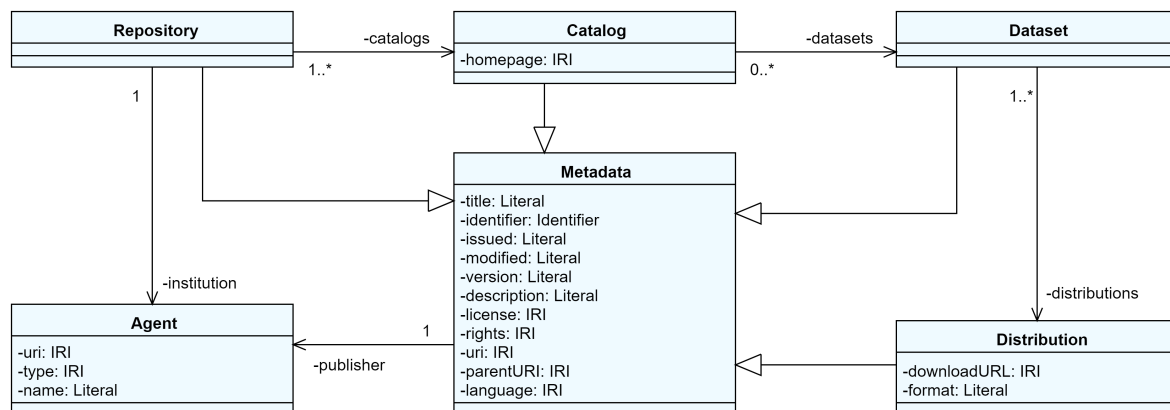 Repository
Catalog
-homepage: IRI
Dataset
-catalogs
1..*
-datasets
0..*
1
1..*
Metadata
-title: Literal
-identifier: Identifier
-issued: Literal
-modified: Literal
-version: Literal
-description: Literal
-license: IRI
-rights: IRI
-uri: IRI
-parentURI: IRI
-language: IRI
-institution
-distributions
Agent
-uri: IRI
-type: IRI
-name: Literal
1
-publisher
Distribution
-downloadURL: IRI
-format: Literal